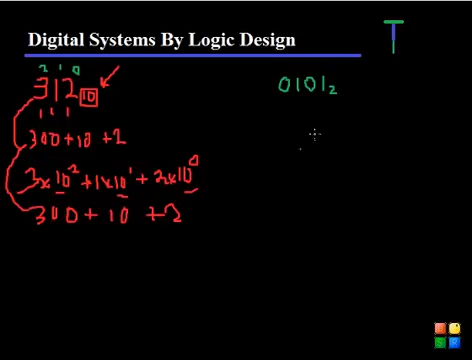 Digital Systems By Logic Design
T
2 1 0
312 10
0101₂
300 + 10 + 2
3×10² + 1×10¹ + 2×10⁰
300 + 10 + 2